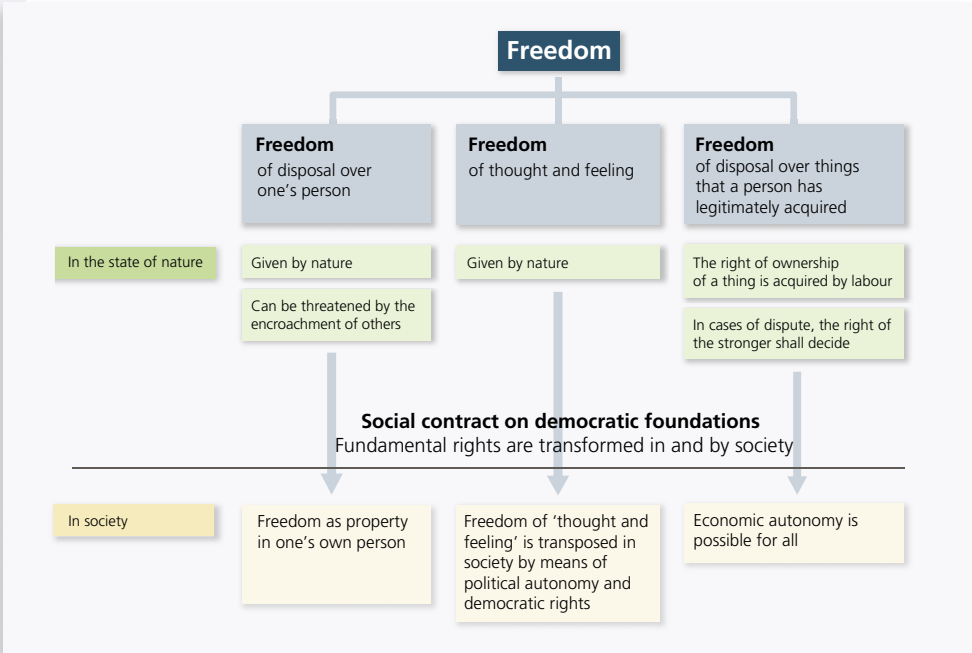 Freedom
Freedom
of disposal over
one's person
Freedom
of thought and feeling
Freedom
of disposal over things
that a person has
legitimately acquired
In the state of nature
Given by nature
Can be threatened by the
encroachment of others
Given by nature
The right of ownership
of a thing is acquired by labour
In cases of dispute, the right of
the stronger shall decide
Social contract on democratic foundations
Fundamental rights are transformed in and by society
In society
Freedom as property
in one's own person
Freedom of ‘thought and
feeling’ is transposed in
society by means of
political autonomy and
democratic rights
Economic autonomy is
possible for all